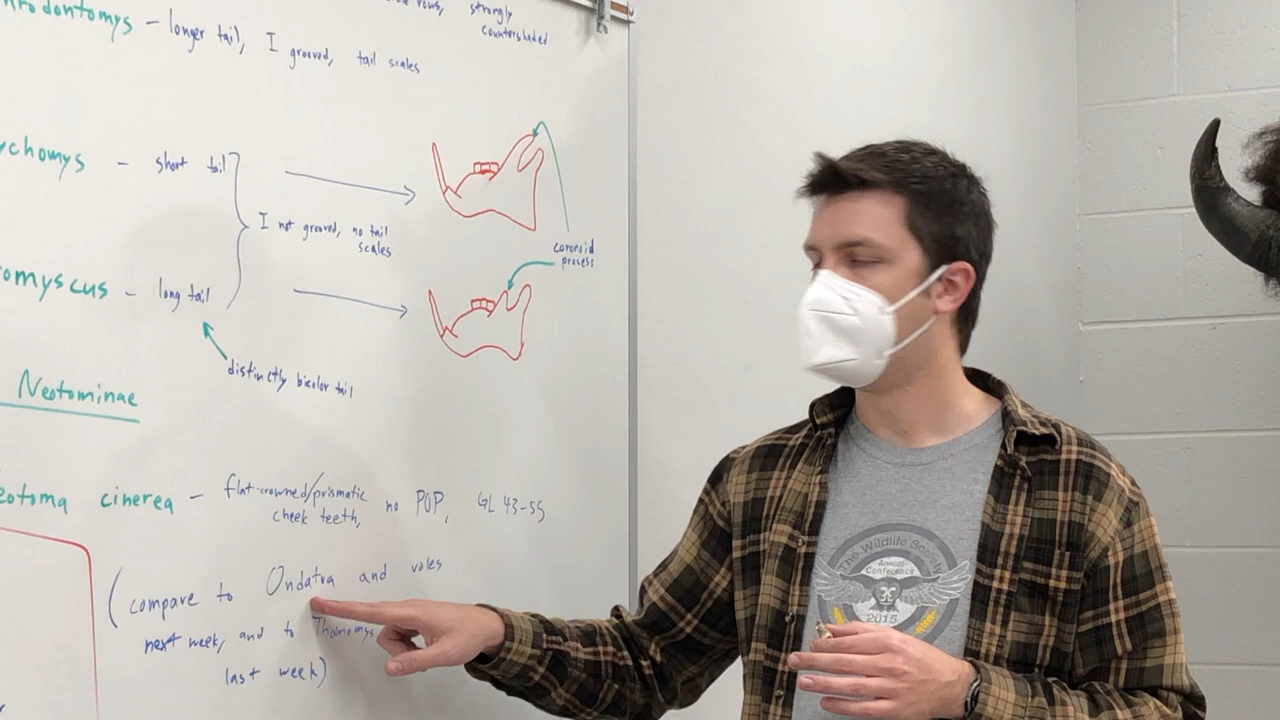 rodontomys – longer tail, I grooved, tail scales
rows, strongly
countershaded
ychomys – short tail
I not grooved, no tail
scales
coronoid
process
omyscus – long tail
distinctly bicolor tail
Neotominae
eotoma cinerea – flat-crowned/prismatic
cheek teeth, no POP, GL 43-55
(compare to Ondatra and voles
next week, and to Thomomys
last week)
The Wildlife Society
Annual
Conference
2015